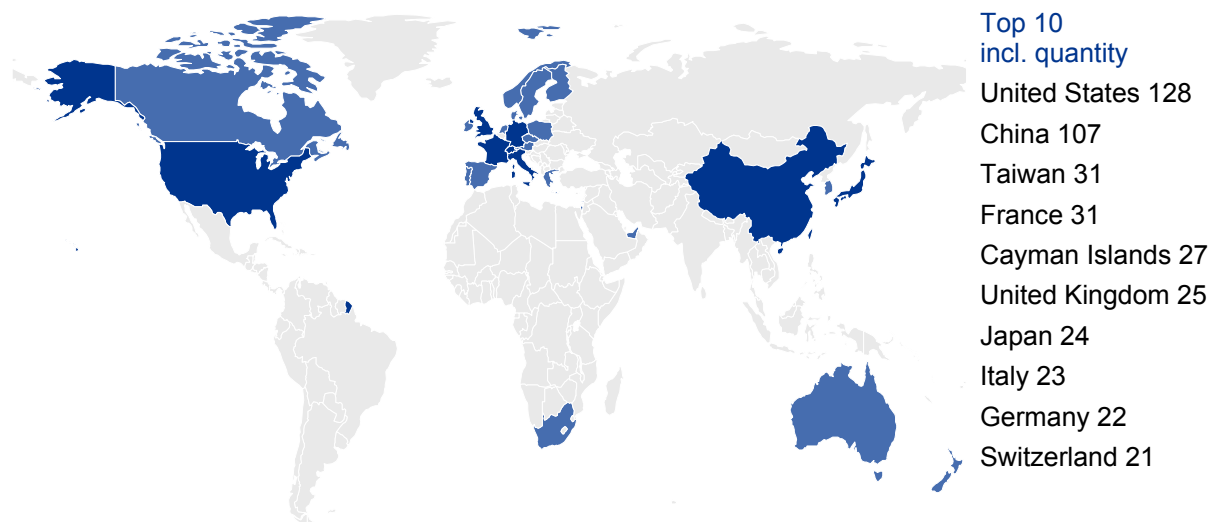 Top 10
incl. quantity
United States 128
China 107
Taiwan 31
France 31
Cayman Islands 27
United Kingdom 25
Japan 24
Italy 23
Germany 22
Switzerland 21